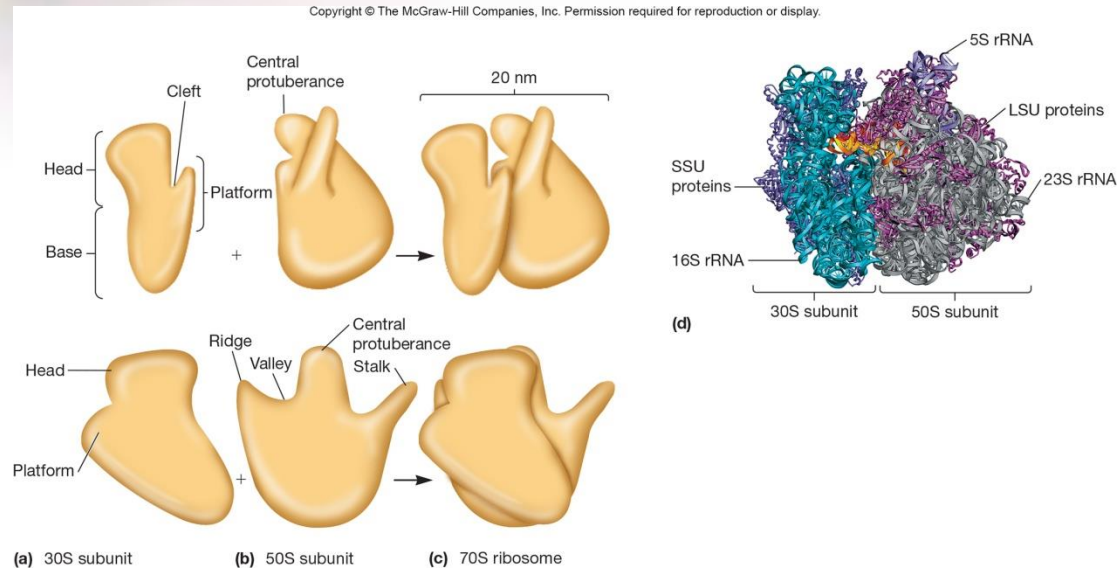 Copyright © The McGraw-Hill Companies, Inc. Permission required for reproduction or display.
Central
protuberance
Cleft
20 nm
Head
Platform
Base
+
5S rRNA
LSU proteins
SSU
proteins
23S rRNA
16S rRNA
30S subunit
50S subunit
(d)
Ridge
Valley
Central
protuberance
Stalk
Head
Platform
+
(a) 30S subunit
(b) 50S subunit
(c) 70S ribosome